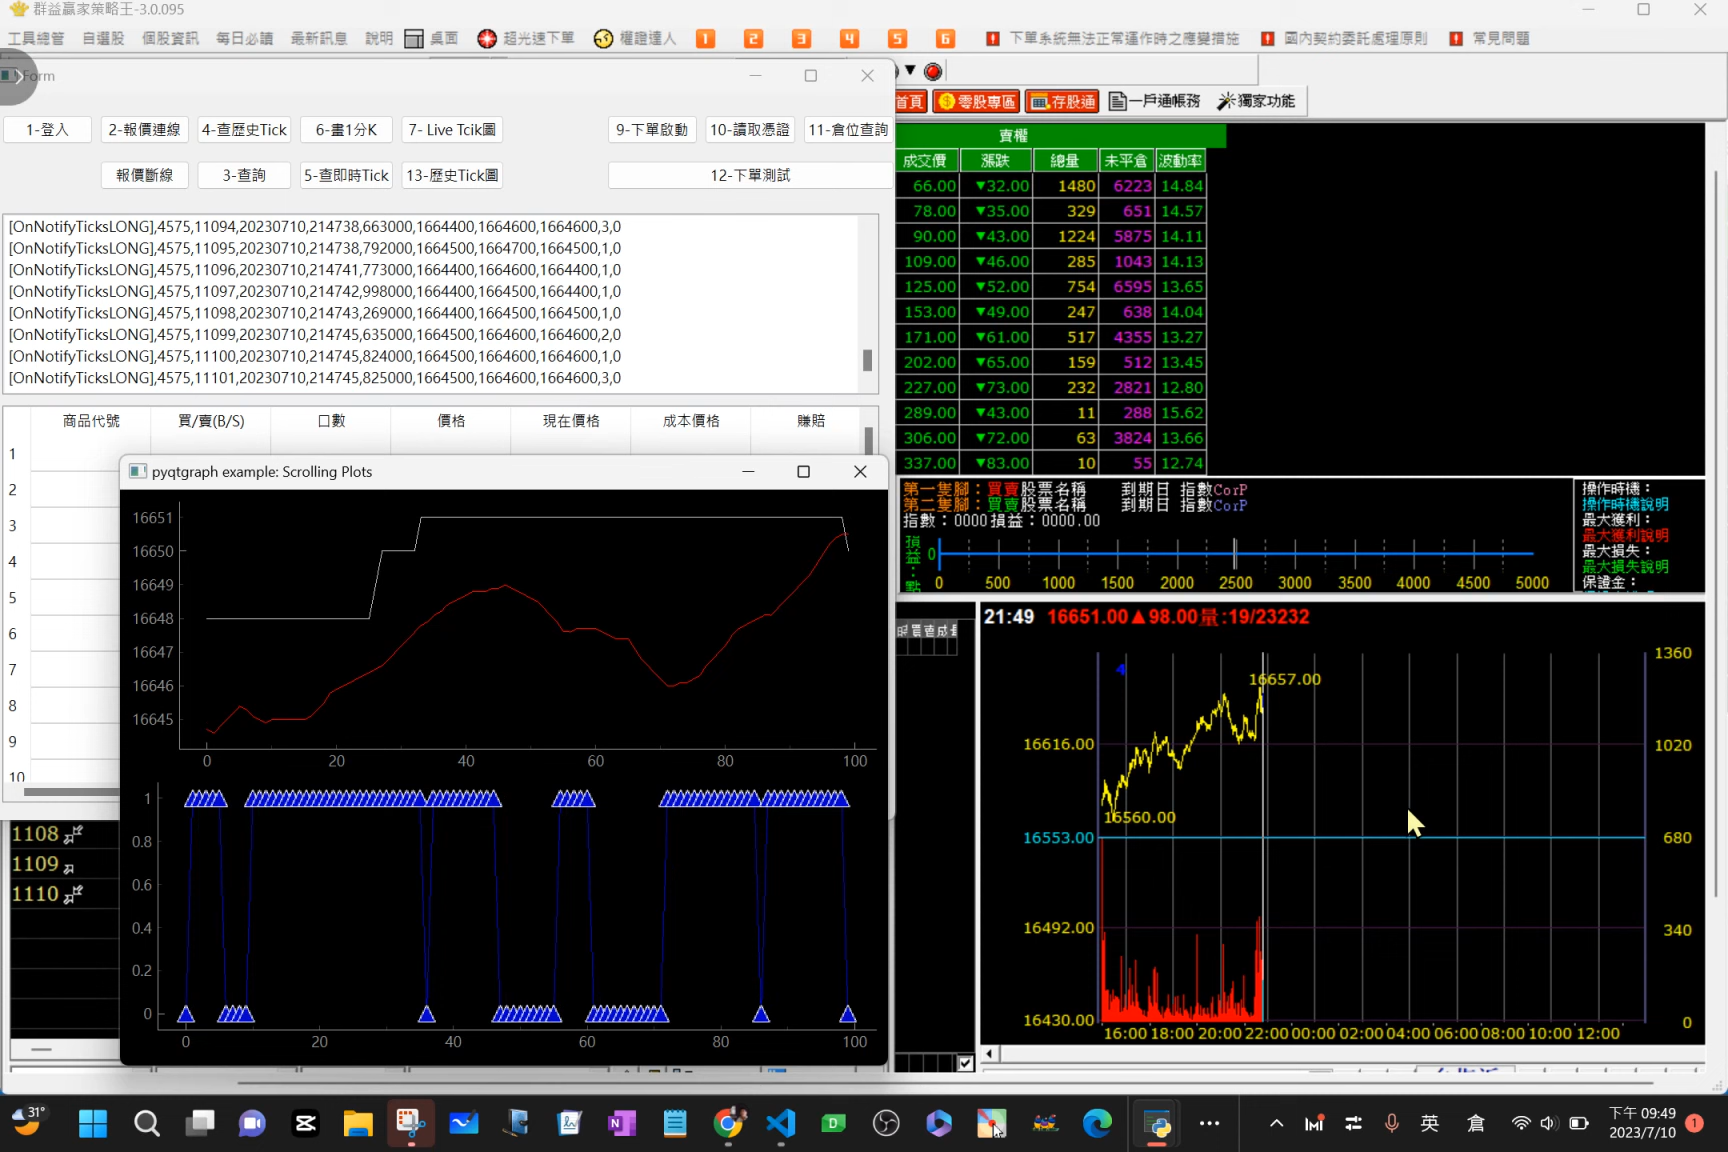 群益贏家策略王-3.0.095
工具總管 自選股 個股資訊 每日必讀 最新訊息 說明 桌面 超光速下單 權證達人 1 2 3 4 5 6 下單系統無法正常運作時之應變措施 國內契約委託處理原則 常見問題
Form
首頁 零股專區 存股通 一戶通帳務 獨家功能
1-登入 2-報價連線 4-查歷史Tick 6-畫1分K 7- Live Tcik圖 9-下單啟動 10-讀取憑證 11-倉位查詢
報價斷線 3-查詢 5-查即時Tick 13-歷史Tick圖 12-下單測試
[OnNotifyTicksLONG],4575,11094,20230710,214738,663000,1664400,1664600,1664600,3,0
[OnNotifyTicksLONG],4575,11095,20230710,214738,792000,1664500,1664700,1664500,1,0
[OnNotifyTicksLONG],4575,11096,20230710,214741,773000,1664400,1664600,1664400,1,0
[OnNotifyTicksLONG],4575,11097,20230710,214742,998000,1664400,1664500,1664400,1,0
[OnNotifyTicksLONG],4575,11098,20230710,214743,269000,1664400,1664500,1664500,1,0
[OnNotifyTicksLONG],4575,11099,20230710,214745,635000,1664500,1664600,1664600,2,0
[OnNotifyTicksLONG],4575,11100,20230710,214745,824000,1664500,1664600,1664600,1,0
[OnNotifyTicksLONG],4575,11101,20230710,214745,825000,1664500,1664600,1664600,3,0
商品代號 買/賣(B/S) 口數 價格 現在價格 成本價格 賺賠
1
2
3
4
5
6
7
8
9
10
1108
1109
1110
pyqtgraph example: Scrolling Plots
16651
16650
16649
16648
16647
16646
16645
0 20 40 60 80 100
1
0.8
0.6
0.4
0.2
0
0 20 40 60 80 100
賣權
成交價 漲跌 總量 未平倉 波動率
66.00 ▼32.00 1480 6223 14.84
78.00 ▼35.00 329 651 14.57
90.00 ▼43.00 1224 5875 14.11
109.00 ▼46.00 285 1043 14.13
125.00 ▼52.00 754 6595 13.65
153.00 ▼49.00 247 638 14.04
171.00 ▼61.00 517 4355 13.27
202.00 ▼65.00 159 512 13.45
227.00 ▼73.00 232 2821 12.80
289.00 ▼43.00 11 288 15.62
306.00 ▼72.00 63 3824 13.66
337.00 ▼83.00 10 55 12.74
第一隻腳：買賣股票名稱 到期日 指數CorP
第二隻腳：買賣股票名稱 到期日 指數CorP
指數：0000損益：0000.00
損益：點
0
0 500 1000 1500 2000 2500 3000 3500 4000 4500 5000
操作時機：
操作時機說明
最大獲利：
最大獲利說明
最大損失：
最大損失說明
保證金：
21:49 16651.00▲98.00量:19/23232
4
16657.00
16560.00
16616.00
16553.00
16492.00
16430.00
1360
1020
680
340
0
16:00 18:00 20:00 22:00 00:00 02:00 04:00 06:00 08:00 10:00 12:00
31°
英 倉
下午 09:49
2023/7/10
1